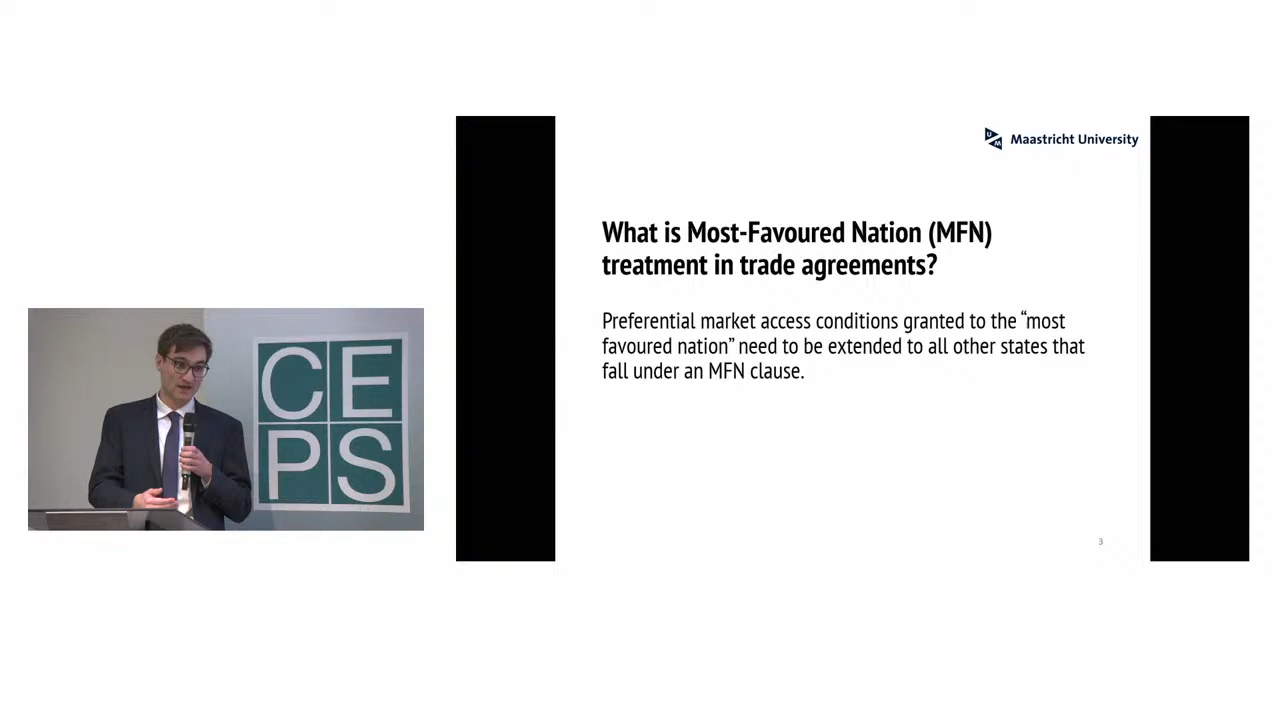 UM Maastricht University
What is Most-Favoured Nation (MFN)
treatment in trade agreements?
Preferential market access conditions granted to the “most
favoured nation” need to be extended to all other states that
fall under an MFN clause.
3
CE
PS